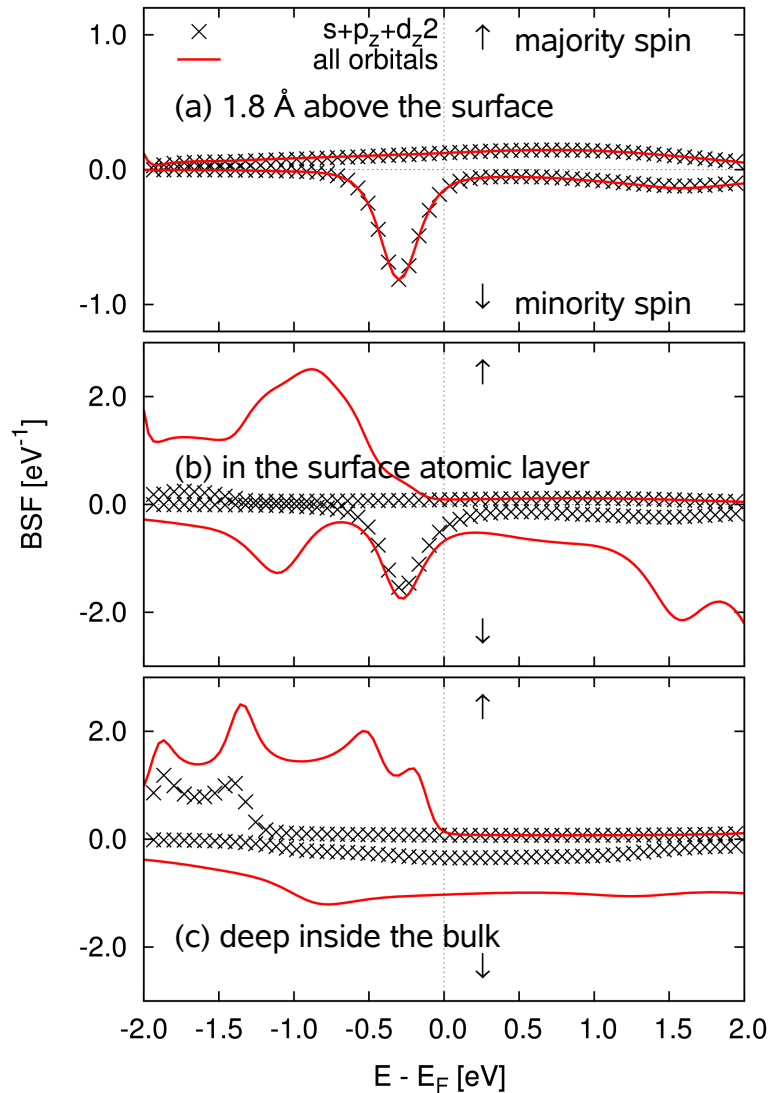 s+p_z+d_z2
all orbitals
↑ majority spin
(a) 1.8 Å above the surface
1.0
0.0
-1.0
↓ minority spin
↑
2.0
(b) in the surface atomic layer
0.0
-2.0
↓
BSF [eV⁻¹]
↑
2.0
0.0
(c) deep inside the bulk
-2.0
↓
-2.0 -1.5 -1.0 -0.5 0.0 0.5 1.0 1.5 2.0
E - E_F [eV]